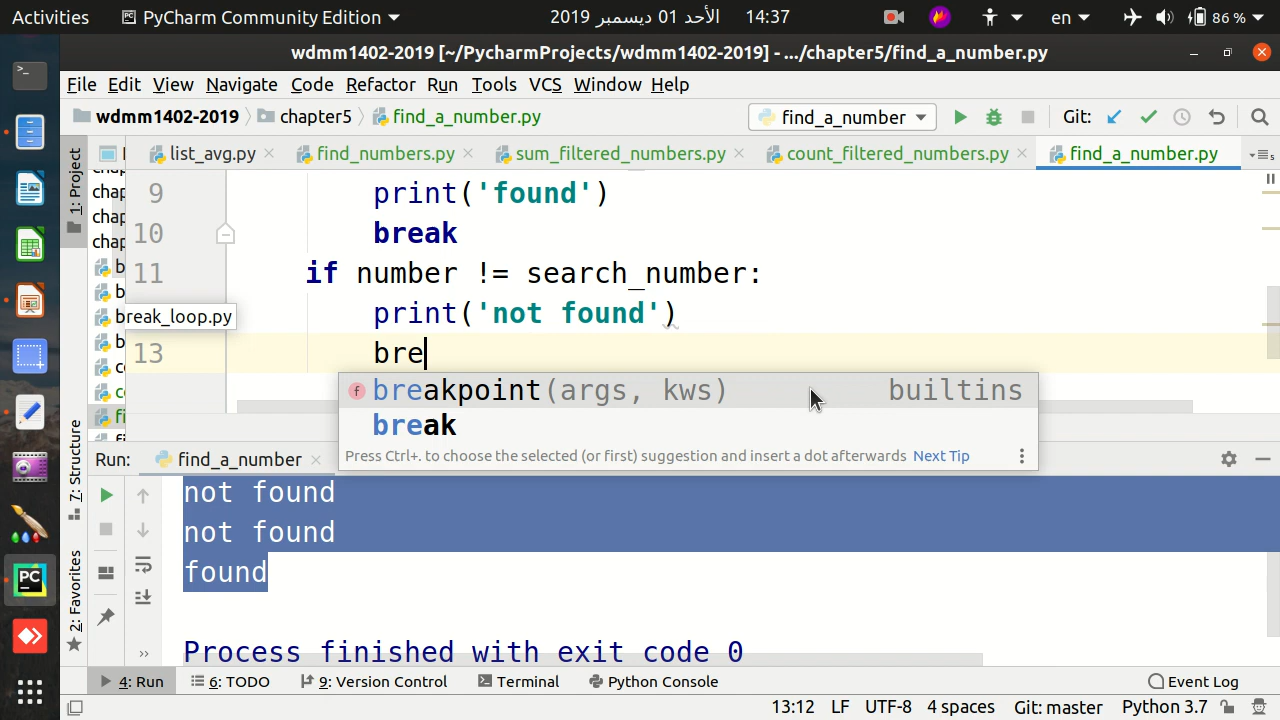 Activities PyCharm Community Edition الأحد 01 ديسمبر 2019 14:37 en 86 %
wdmm1402-2019 [~/PycharmProjects/wdmm1402-2019] - .../chapter5/find_a_number.py
File Edit View Navigate Code Refactor Run Tools VCS Window Help
wdmm1402-2019 chapter5 find_a_number.py find_a_number Git:
list_avg.py find_numbers.py sum_filtered_numbers.py count_filtered_numbers.py find_a_number.py
1: Project
chap
chap
chap
b
b
break_loop.py
b
9 print('found')
10 break
11 if number != search_number:
12 print('not found')
13 bre
breakpoint(args, kws) builtins
break
Press Ctrl+. to choose the selected (or first) suggestion and insert a dot afterwards Next Tip
7: Structure
2: Favorites
Run: find_a_number
not found
not found
found
Process finished with exit code 0
4: Run 6: TODO 9: Version Control Terminal Python Console Event Log
13:12 LF UTF-8 4 spaces Git: master Python 3.7